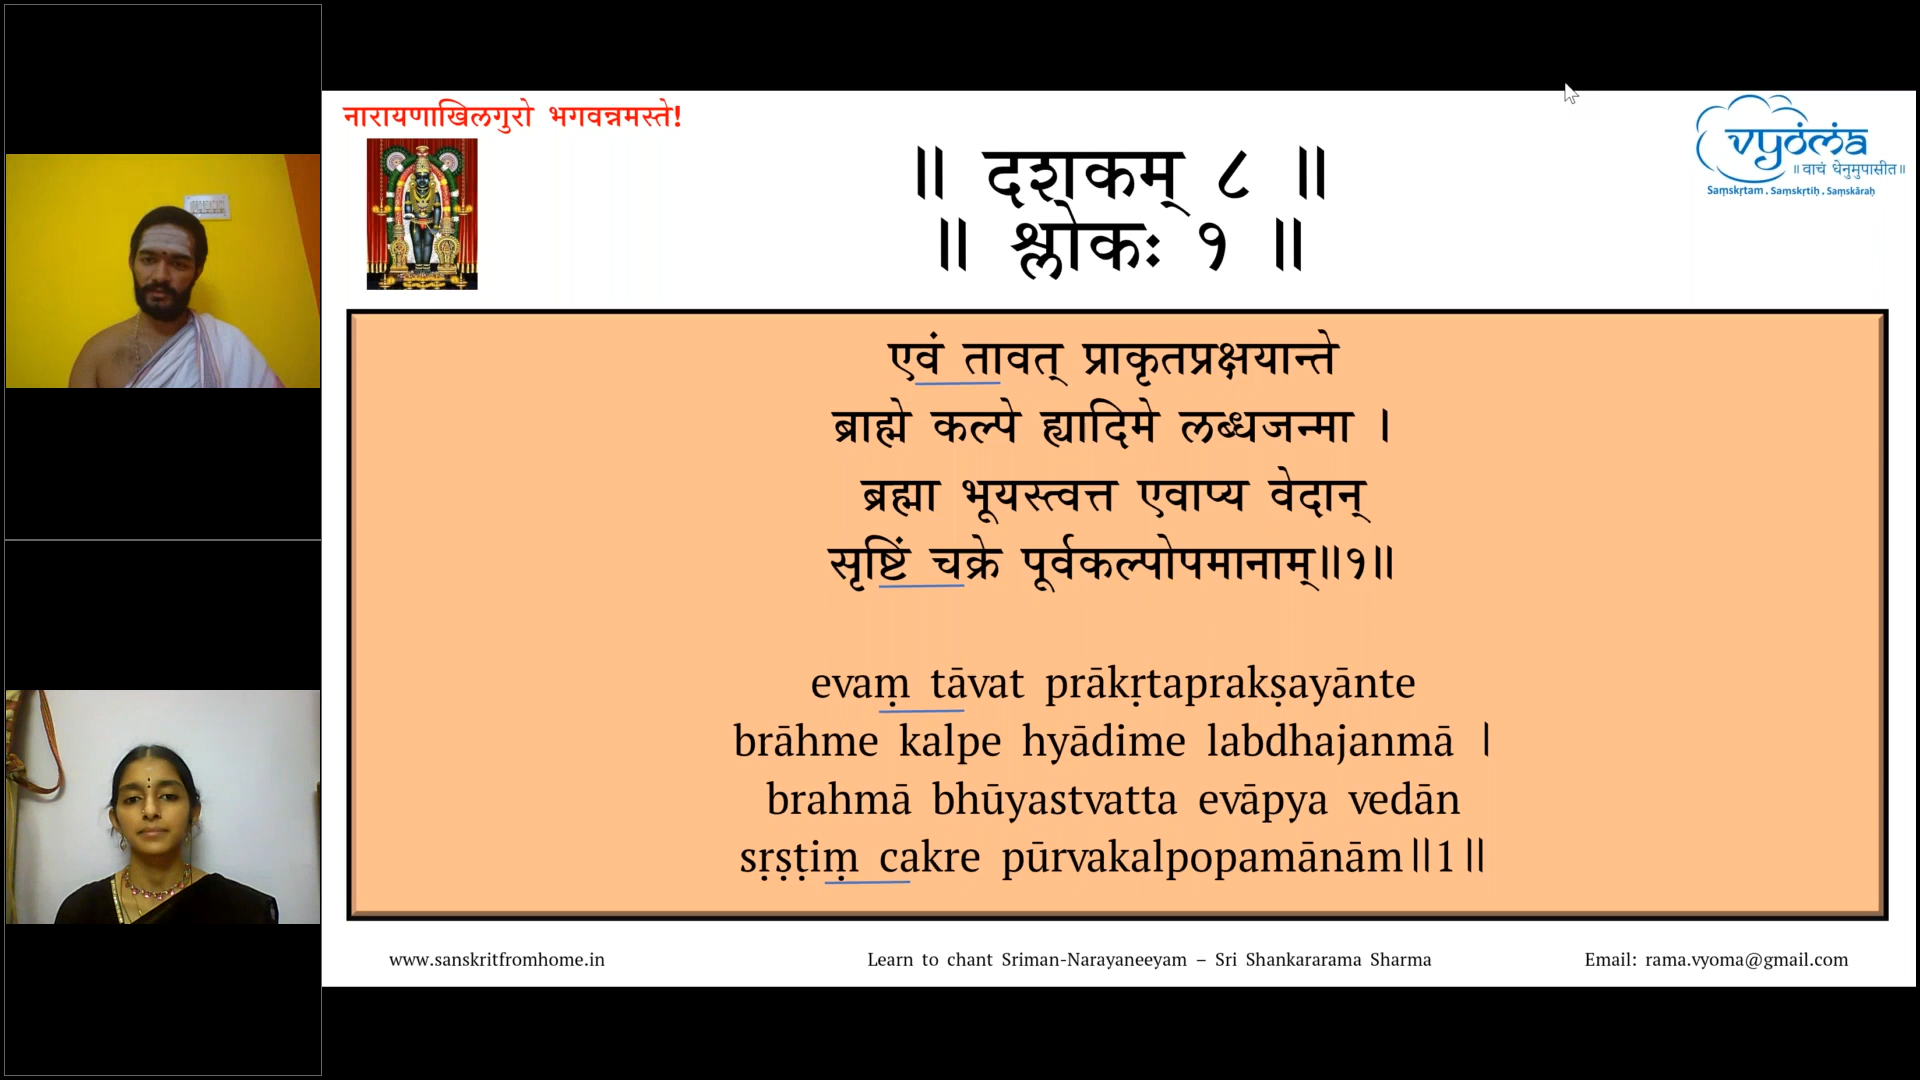 नारायणाखिलगुरो भगवन्नमस्ते!
vyoma
॥ वाचं धेनुमुपासीत॥
Saṃskṛtam . Saṃskṛtiḥ . Saṃskāraḥ
॥ दशकम् ८ ॥
॥ श्लोकः १ ॥
एवं तावत् प्राकृतप्रक्षयान्ते
ब्राह्मे कल्पे ह्यादिमे लब्धजन्मा ।
ब्रह्मा भूयस्त्वत्त एवाप्य वेदान्
सृष्टिं चक्रे पूर्वकल्पोपमानाम्॥१॥
evaṃ tāvat prākṛtaprakṣayānte
brāhme kalpe hyādime labdhajanmā ।
brahmā bhūyastvatta evāpya vedān
sṛṣṭiṃ cakre pūrvakalpopamānām॥1॥
www.sanskritfromhome.in
Learn to chant Sriman-Narayaneeyam – Sri Shankararama Sharma
Email: rama.vyoma@gmail.com